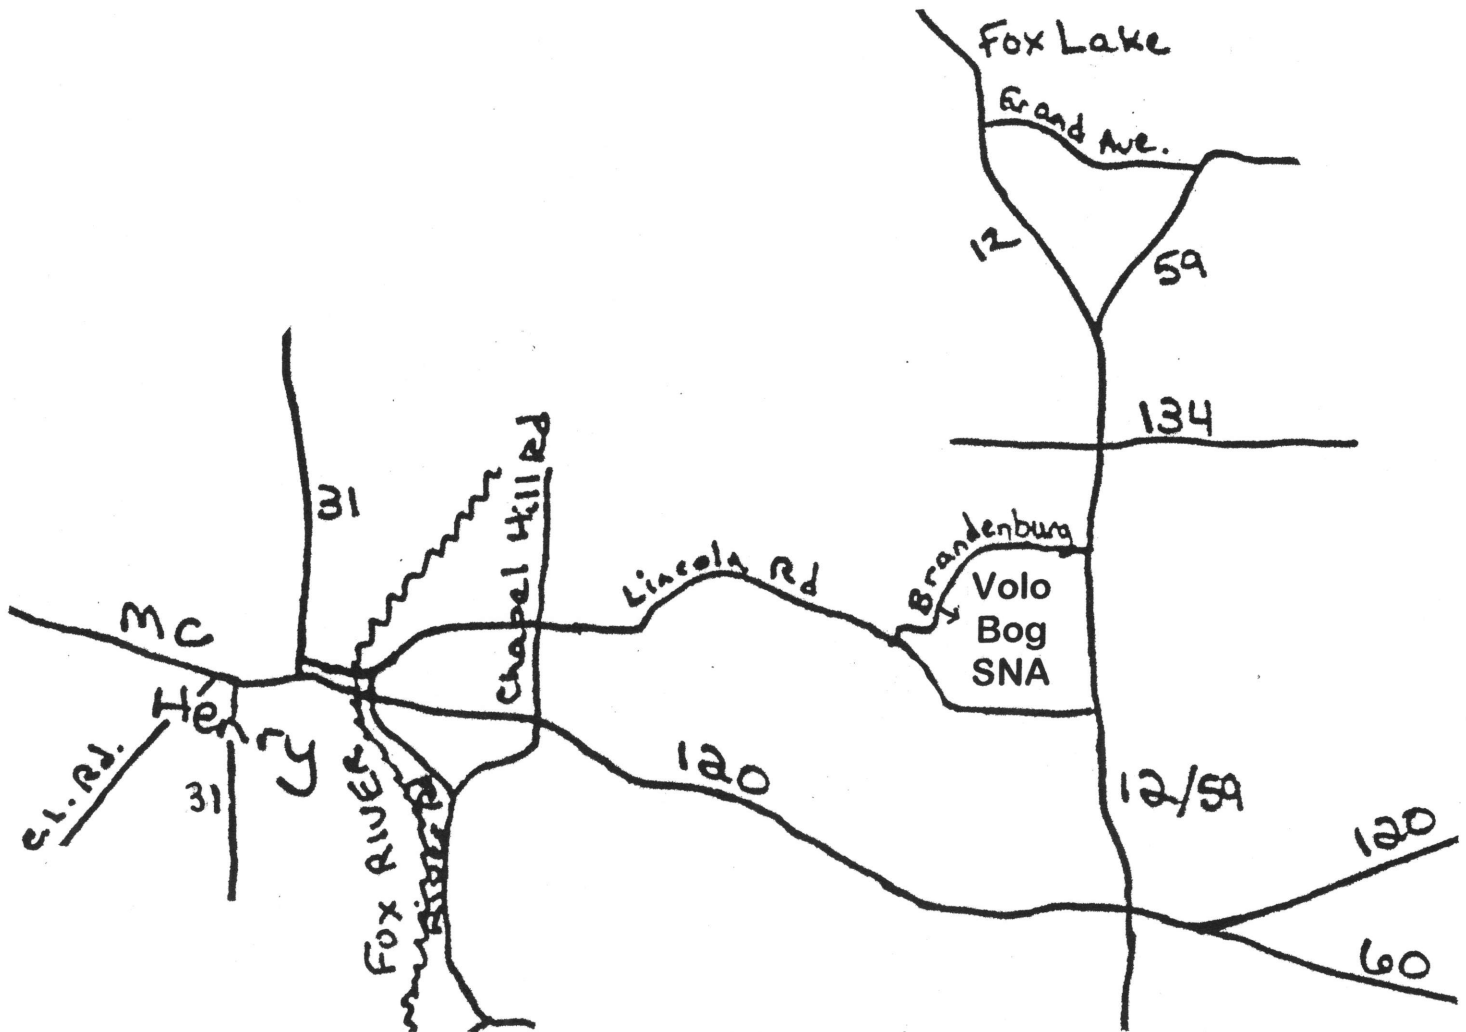 Fox Lake
Grand Ave.
12
59
134
31
Chapel Hill Rd
Brandenburg
Lincoln Rd
Volo
Bog
SNA
Mc
Henry
C.L. Rd.
31
FOX RIVER
River Rd
120
12/59
120
60